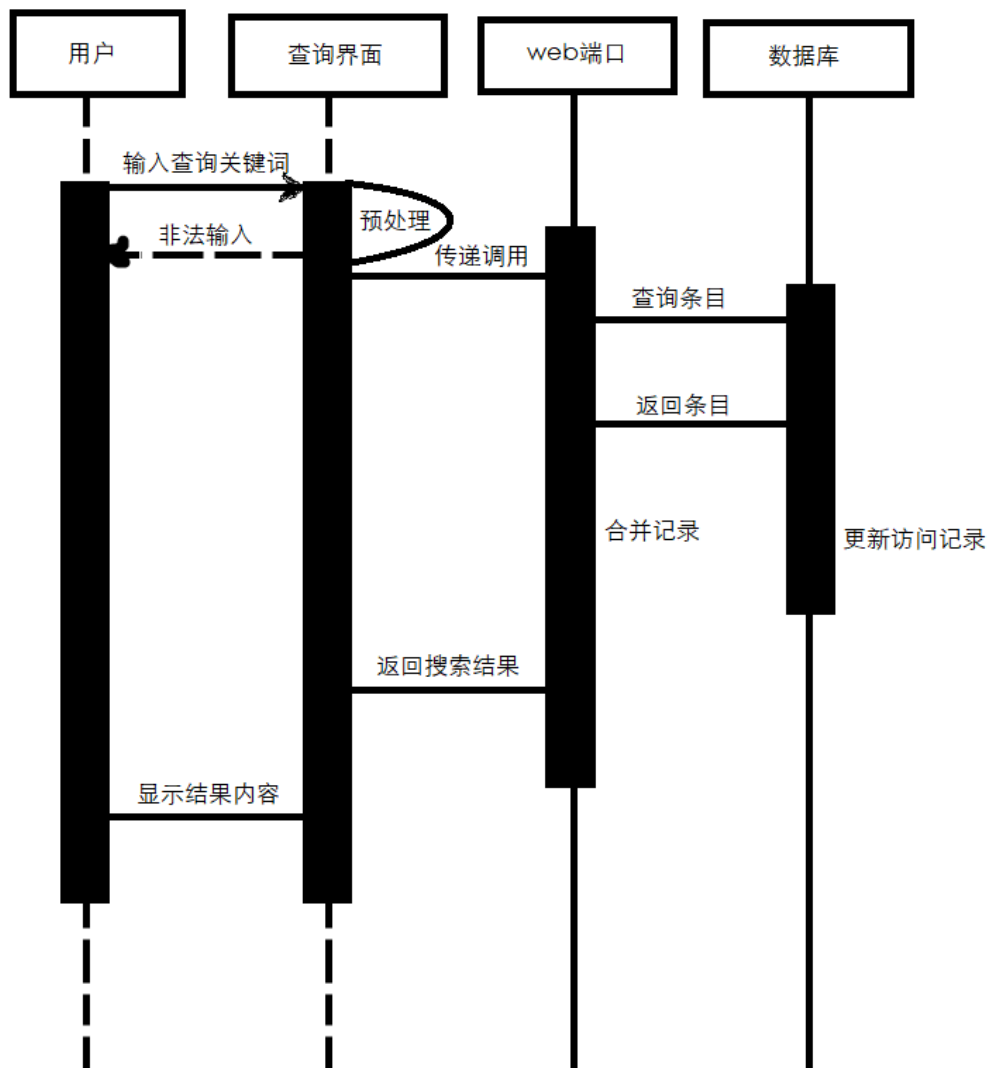 用户
查询界面
web端口
数据库
输入查询关键词
预处理
非法输入
传递调用
查询条目
返回条目
合并记录
更新访问记录
返回搜索结果
显示结果内容